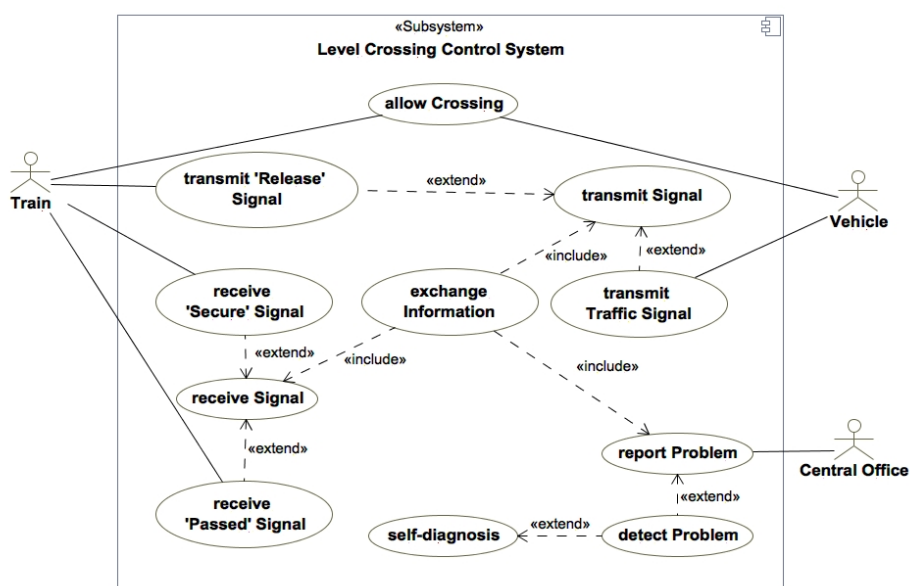 «Subsystem»
Level Crossing Control System
allow Crossing
Train
transmit 'Release'
Signal
«extend»
transmit Signal
Vehicle
«include»
«extend»
receive
'Secure' Signal
exchange
Information
transmit
Traffic Signal
«extend»
«include»
«include»
receive Signal
«extend»
report Problem
Central Office
receive
'Passed' Signal
«extend»
self-diagnosis
«extend»
detect Problem